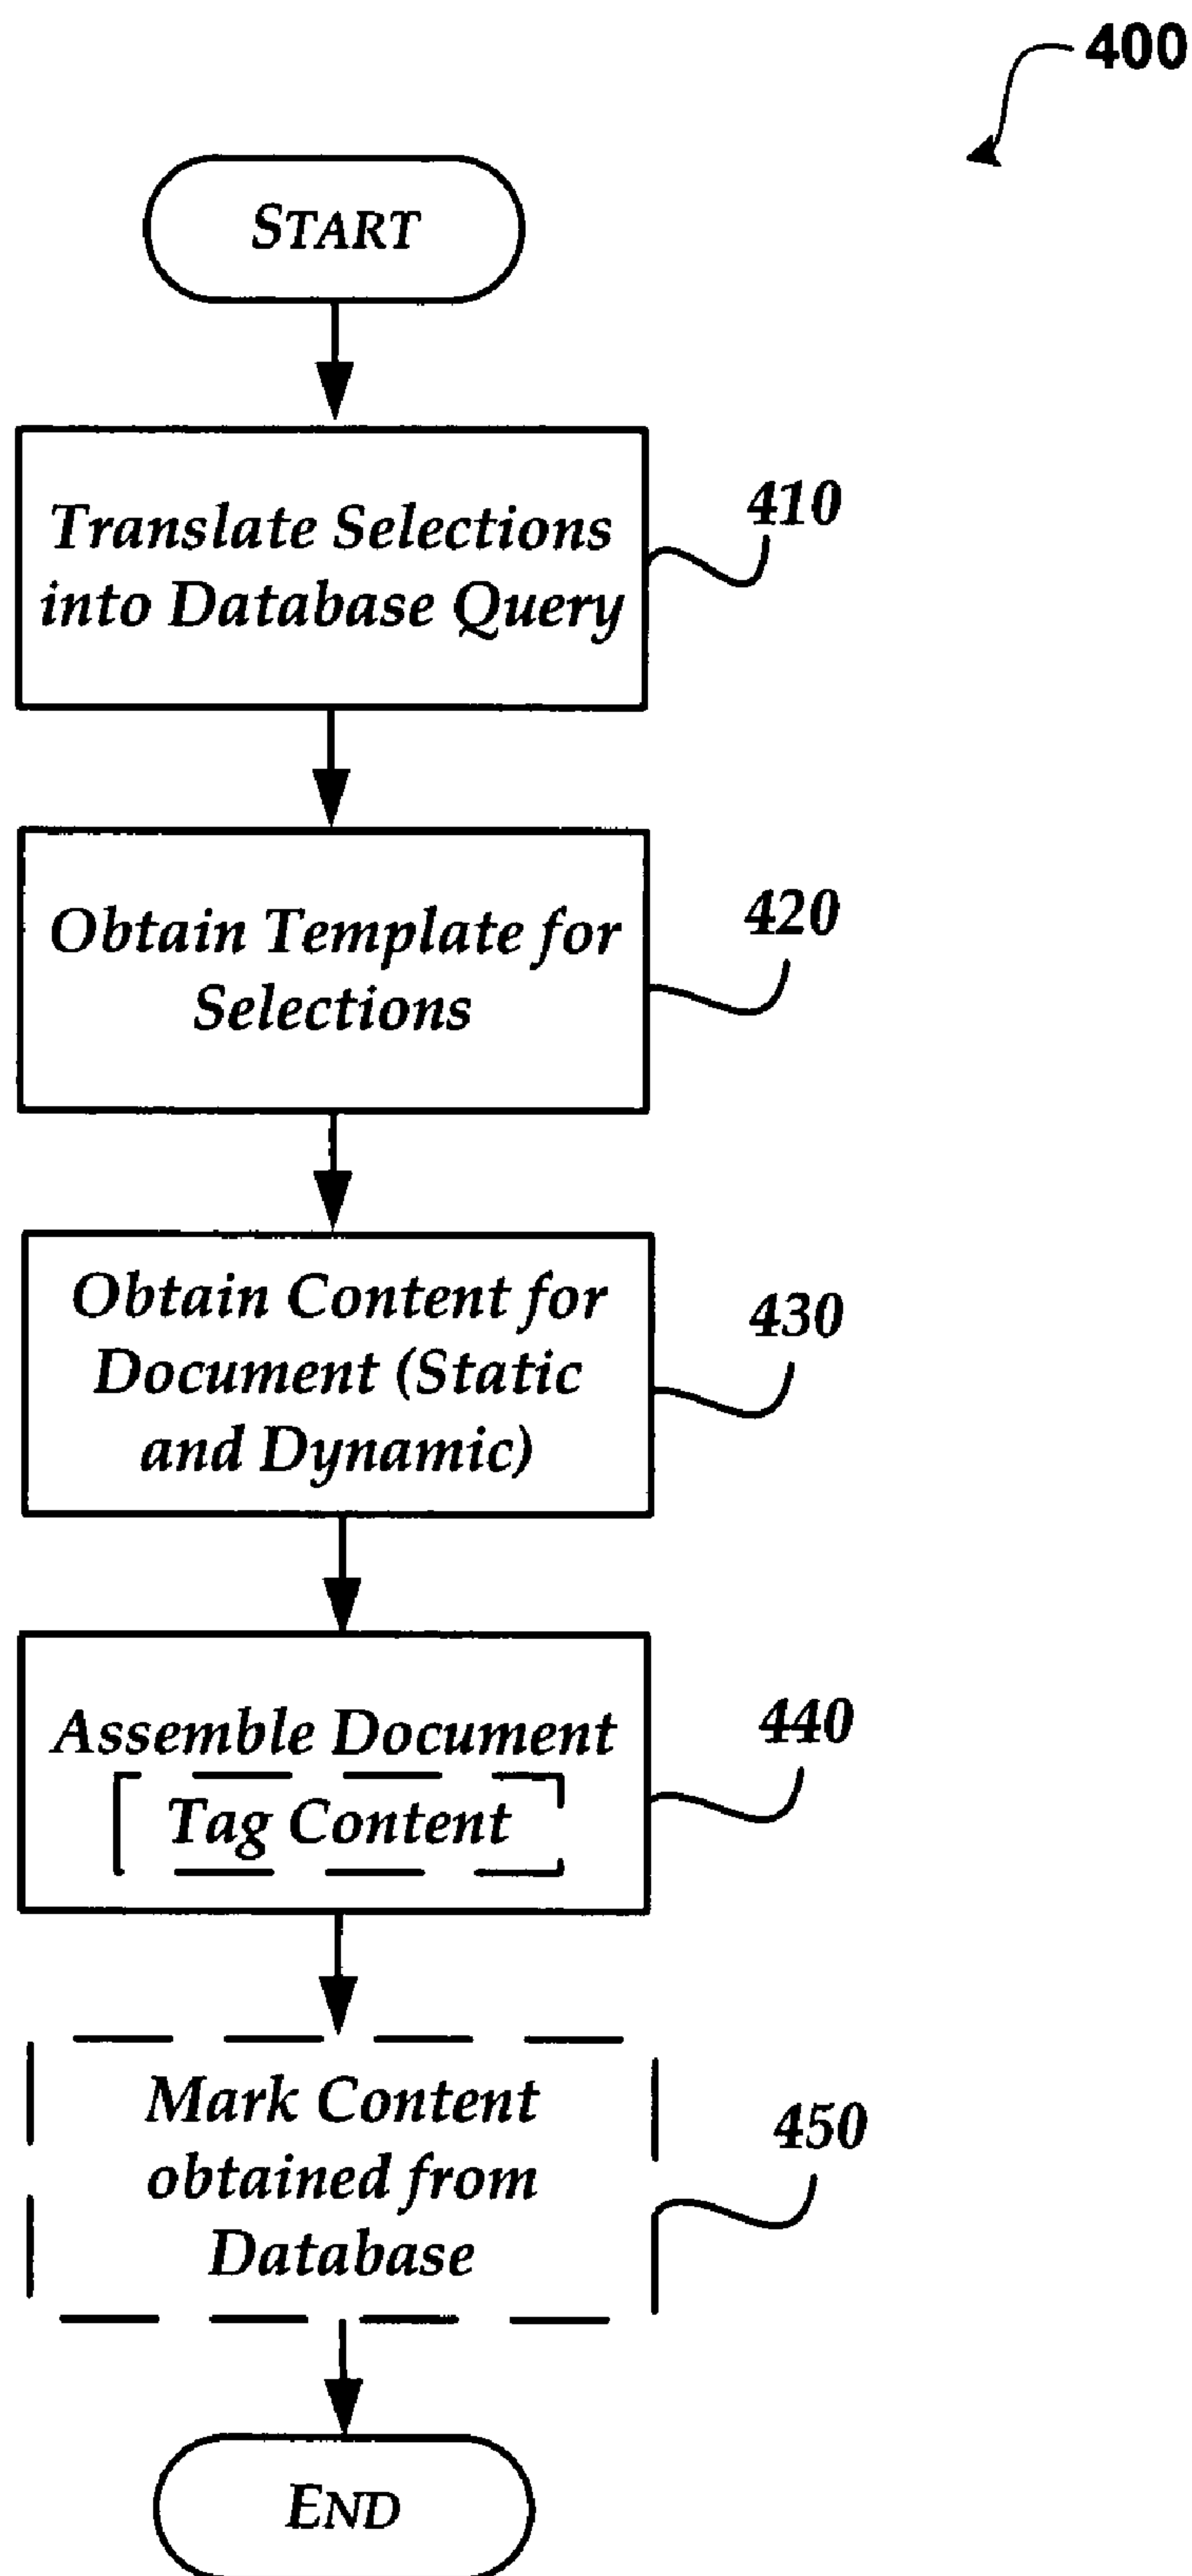 400
START
Translate Selections
into Database Query
410
Obtain Template for
Selections
420
Obtain Content for
Document (Static
and Dynamic)
430
Assemble Document
Tag Content
440
Mark Content
obtained from
Database
450
END